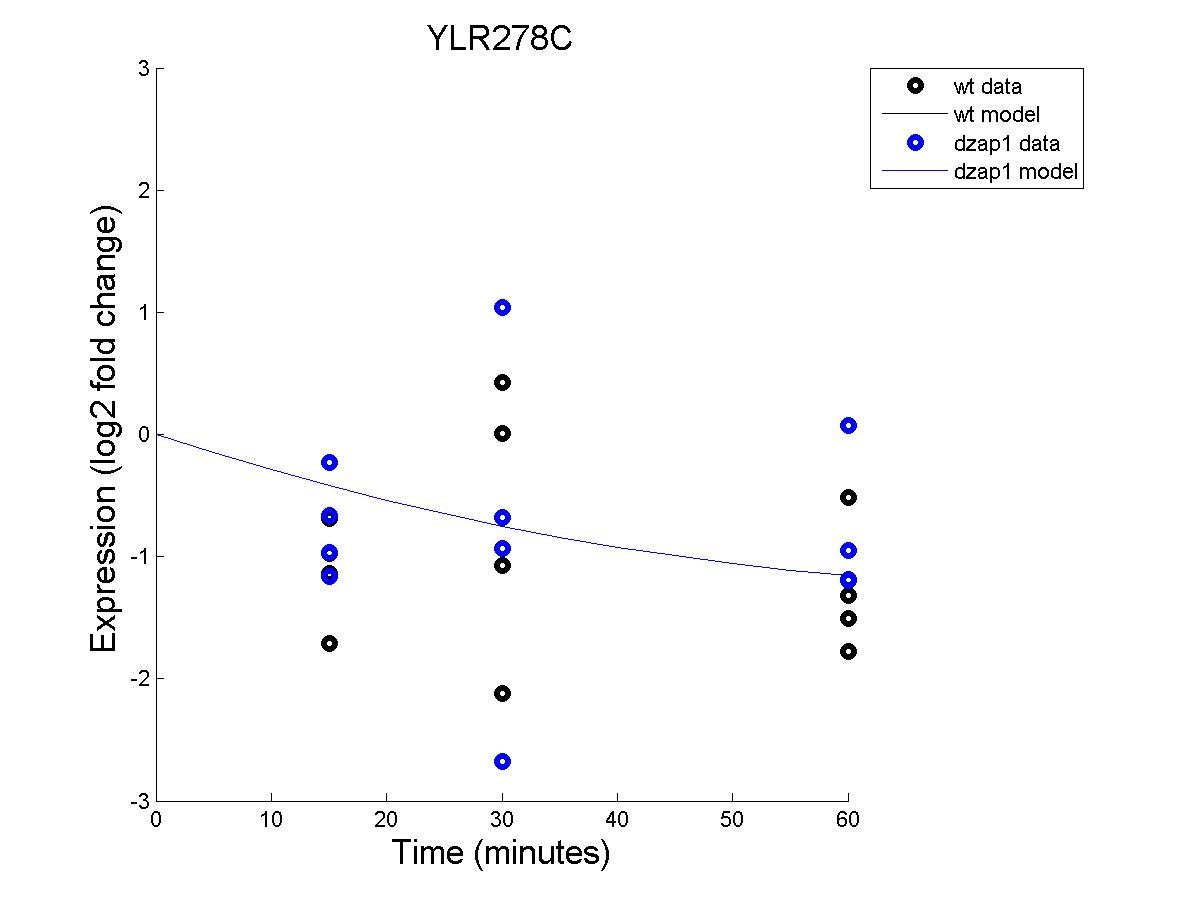 YLR278C
3
2
1
0
-1
-2
-3
Expression (log2 fold change)
0 10 20 30 40 50 60
Time (minutes)
wt data
wt model
dzap1 data
dzap1 model